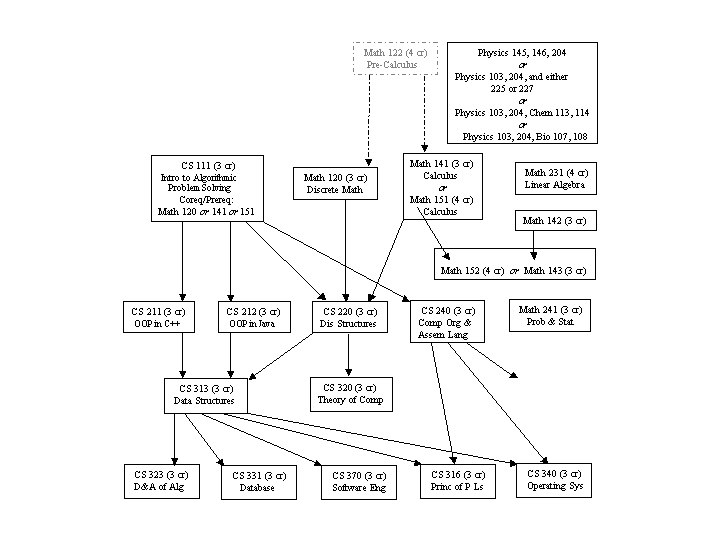 Math 122 (4 cr)
Pre-Calculus
Physics 145, 146, 204
or
Physics 103, 204, and either
225 or 227
or
Physics 103, 204, Chem 113, 114
or
Physics 103, 204, Bio 107, 108
CS 111 (3 cr)
Intro to Algorithmic
Problem Solving
Coreq/Prereq:
Math 120 or 141 or 151
Math 120 (3 cr)
Discrete Math
Math 141 (3 cr)
Calculus
or
Math 151 (4 cr)
Calculus
Math 231 (4 cr)
Linear Algebra
Math 142 (3 cr)
Math 152 (4 cr) or Math 143 (3 cr)
CS 211 (3 cr)
OOP in C++
CS 212 (3 cr)
OOP in Java
CS 220 (3 cr)
Dis Structures
CS 240 (3 cr)
Comp Org &
Assem Lang
Math 241 (3 cr)
Prob & Stat
CS 313 (3 cr)
Data Structures
CS 320 (3 cr)
Theory of Comp
CS 323 (3 cr)
D&A of Alg
CS 331 (3 cr)
Database
CS 370 (3 cr)
Software Eng
CS 316 (3 cr)
Princ of P Ls
CS 340 (3 cr)
Operating Sys